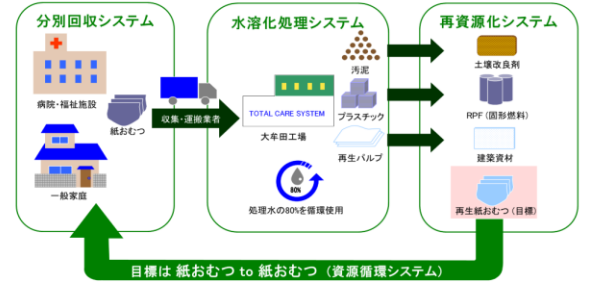 分別回収システム
病院・福祉施設
紙おむつ
一般家庭
収集・運搬業者
水溶化処理システム
TOTAL CARE SYSTEM
大牟田工場
汚泥
プラスチック
再生パルプ
80%
処理水の80%を循環使用
再資源化システム
土壌改良剤
RPF(固形燃料)
建築資材
再生紙おむつ(目標)
目標は 紙おむつ to 紙おむつ (資源循環システム)